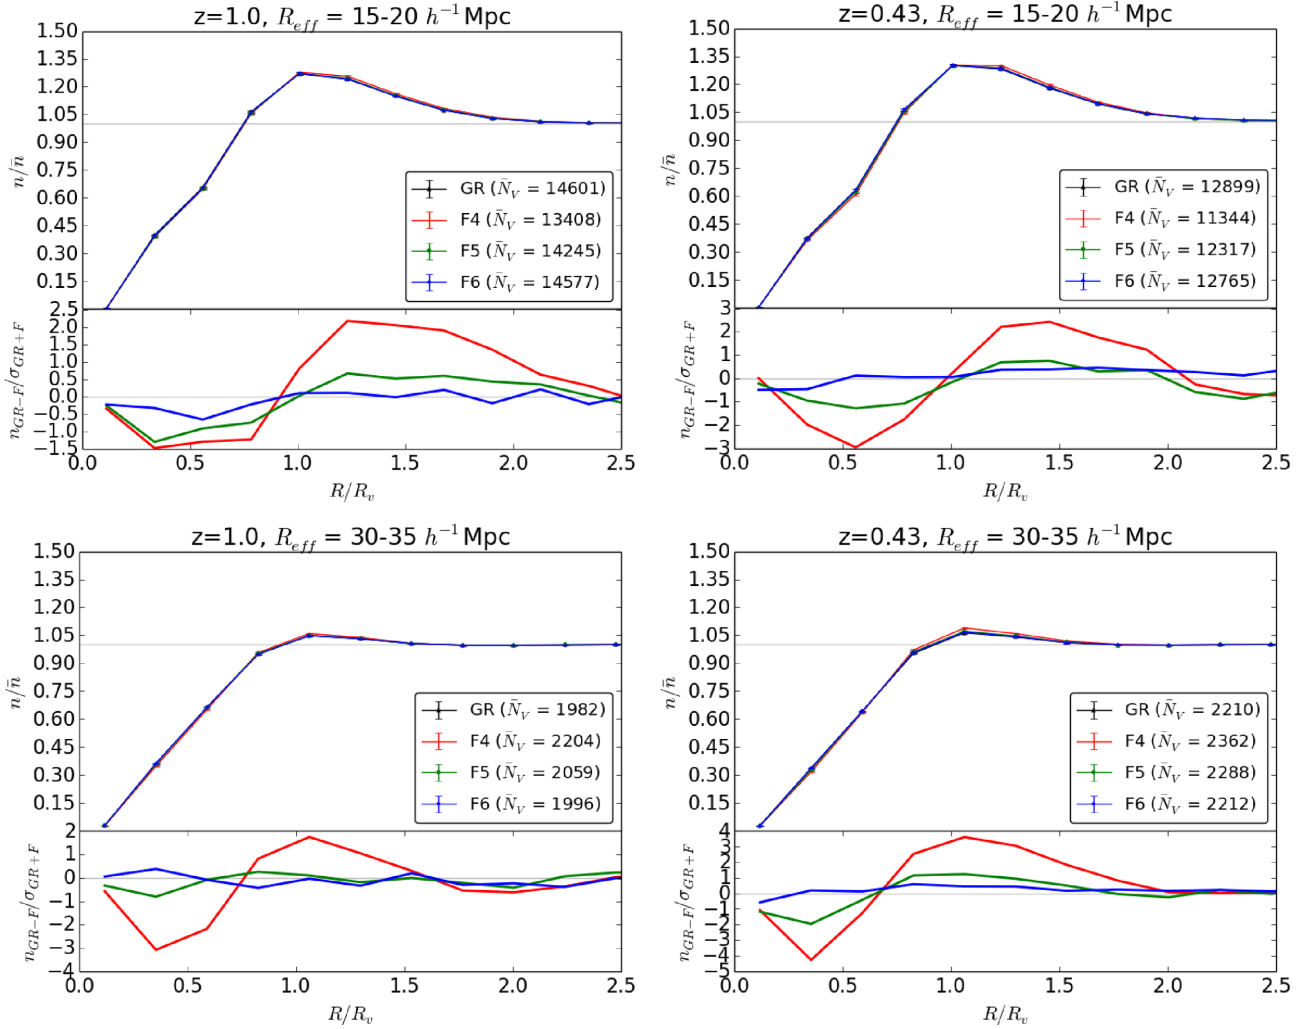 z=1.0, R_eff = 15-20 h^−1 Mpc
1.50
1.35
1.20
1.05
0.90
0.75
0.60
0.45
0.30
0.15
n/n̄
GR (N̄_V = 14601)
F4 (N̄_V = 13408)
F5 (N̄_V = 14245)
F6 (N̄_V = 14577)
2.5
2.0
1.5
1.0
0.5
0.0
−0.5
−1.0
−1.5
n_GR−F/σ_GR+F
0.0 0.5 1.0 1.5 2.0 2.5
R/R_v
z=0.43, R_eff = 15-20 h^−1 Mpc
1.50
1.35
1.20
1.05
0.90
0.75
0.60
0.45
0.30
0.15
n/n̄
GR (N̄_V = 12899)
F4 (N̄_V = 11344)
F5 (N̄_V = 12317)
F6 (N̄_V = 12765)
3
2
1
0
−1
−2
−3
n_GR−F/σ_GR+F
0.0 0.5 1.0 1.5 2.0 2.5
R/R_v
z=1.0, R_eff = 30-35 h^−1 Mpc
1.50
1.35
1.20
1.05
0.90
0.75
0.60
0.45
0.30
0.15
n/n̄
GR (N̄_V = 1982)
F4 (N̄_V = 2204)
F5 (N̄_V = 2059)
F6 (N̄_V = 1996)
2
1
0
−1
−2
−3
−4
n_GR−F/σ_GR+F
0.0 0.5 1.0 1.5 2.0 2.5
R/R_v
z=0.43, R_eff = 30-35 h^−1 Mpc
1.50
1.35
1.20
1.05
0.90
0.75
0.60
0.45
0.30
0.15
n/n̄
GR (N̄_V = 2210)
F4 (N̄_V = 2362)
F5 (N̄_V = 2288)
F6 (N̄_V = 2212)
4
3
2
1
0
−1
−2
−3
−4
−5
n_GR−F/σ_GR+F
0.0 0.5 1.0 1.5 2.0 2.5
R/R_v